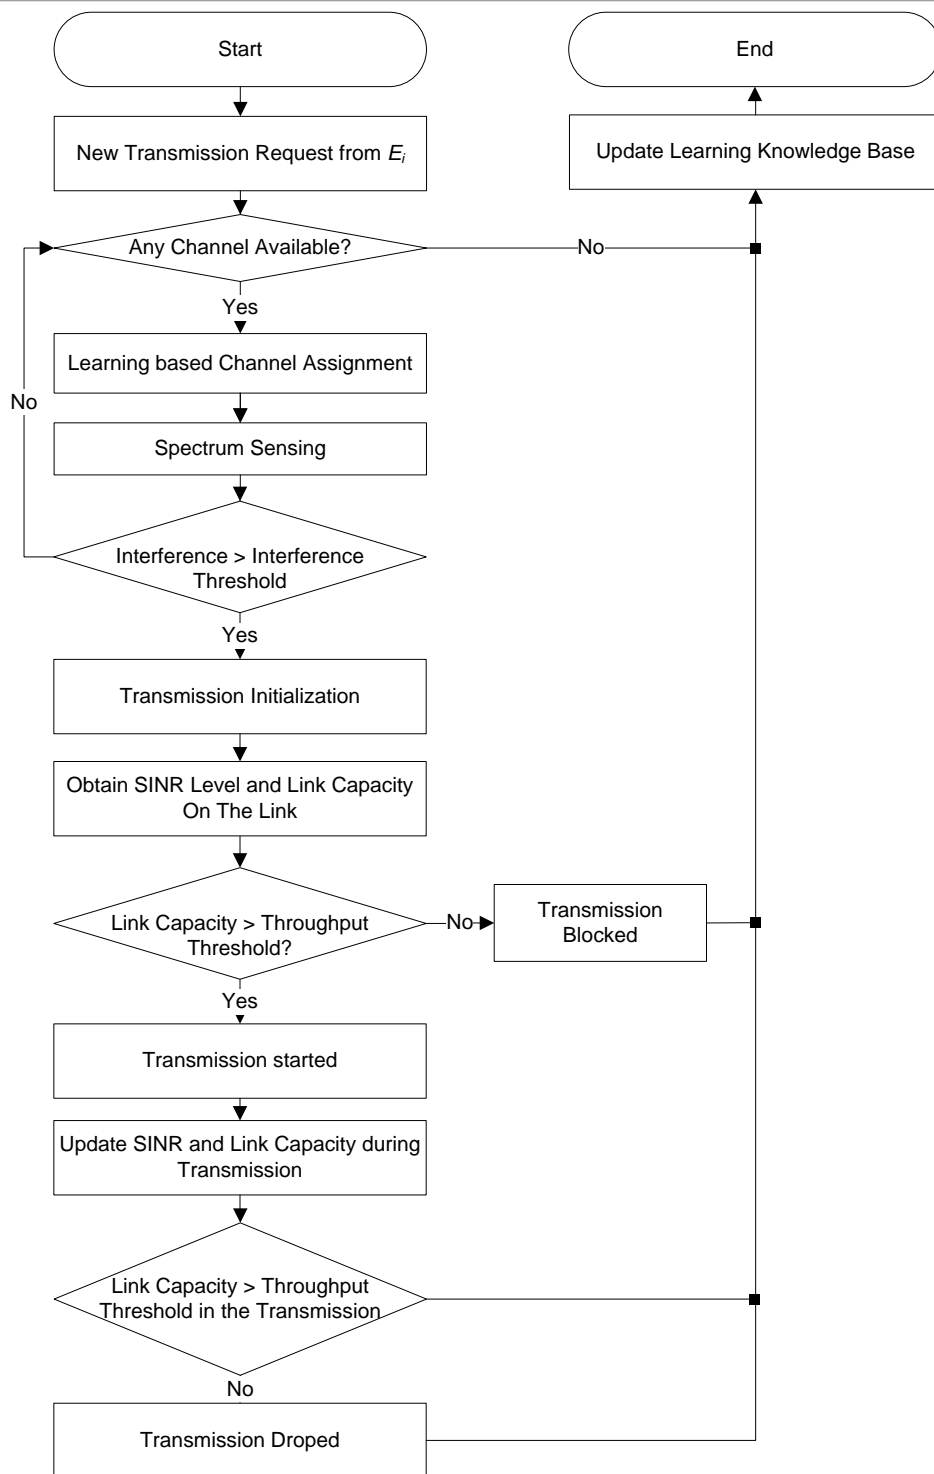 Start
End
New Transmission Request from Ei
Update Learning Knowledge Base
Any Channel Available?
No
Yes
Learning based Channel Assignment
No
Spectrum Sensing
Interference > Interference
Threshold
Yes
Transmission Initialization
Obtain SINR Level and Link Capacity
On The Link
Link Capacity > Throughput
Threshold?
No
Transmission
Blocked
Yes
Transmission started
Update SINR and Link Capacity during
Transmission
Link Capacity > Throughput
Threshold in the Transmission
No
Transmission Droped